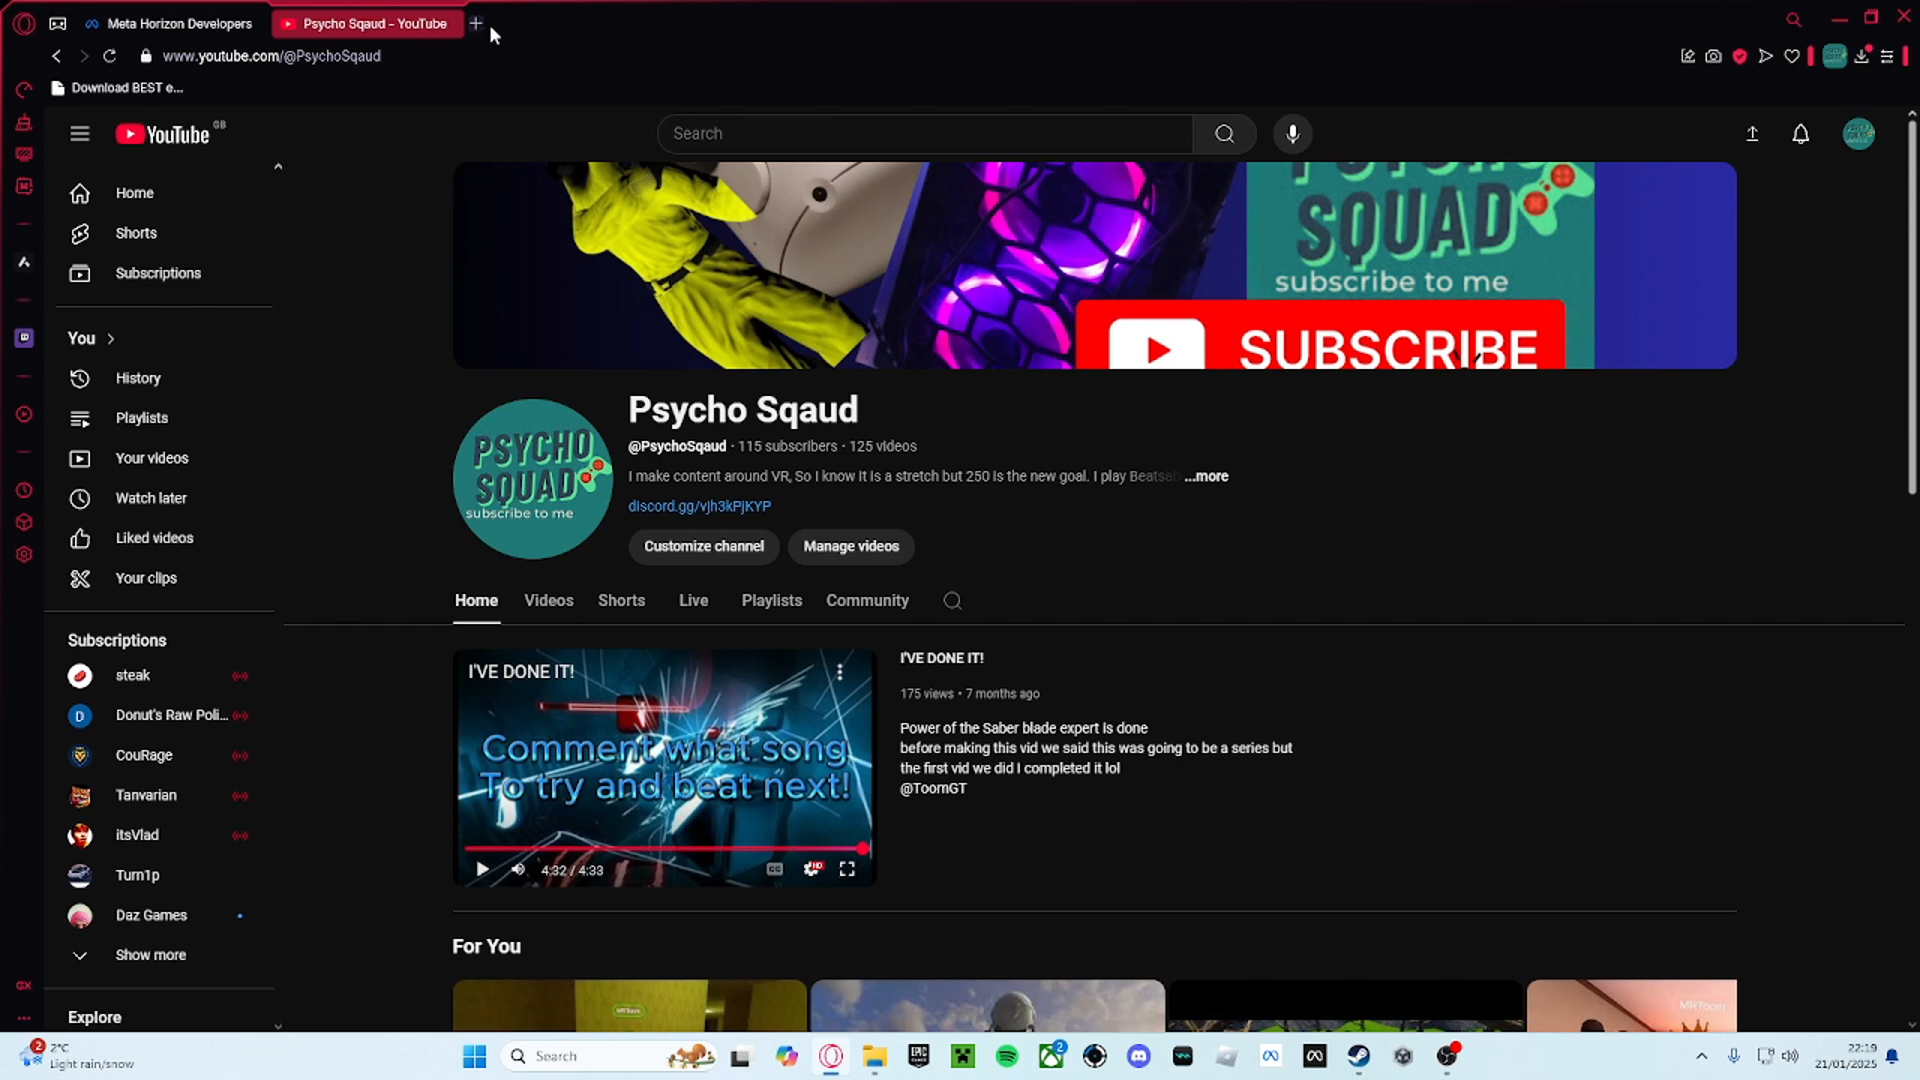 Meta Horizon Developers
Psycho Sqaud - YouTube
www.youtube.com/@PsychoSqaud
Download BEST e...
YouTube GB
Search
Home
Shorts
Subscriptions
You
History
Playlists
Your videos
Watch later
Liked videos
Your clips
Subscriptions
steak
D
Donut's Raw Poli...
CouRage
Tanvarian
itsVlad
Turn1p
Daz Games
Show more
Explore
SQUAD
subscribe to me
SUBSCRIBE
PSYCHO
SQUAD
subscribe to me
Psycho Sqaud
@PsychoSqaud · 115 subscribers · 125 videos
I make content around VR, So I know it is a stretch but 250 is the new goal. I play Beatsab ...more
discord.gg/vjh3kPjKYP
Customize channel
Manage videos
Home
Videos
Shorts
Live
Playlists
Community
I'VE DONE IT!
Comment what song
To try and beat next!
4:32 / 4:33
I'VE DONE IT!
175 views • 7 months ago
Power of the Saber blade expert is done
before making this vid we said this was going to be a series but
the first vid we did I completed it lol
@ToomGT
For You
GX
2
2°C
Light rain/snow
Search
EPIC
2
22:19
21/01/2025